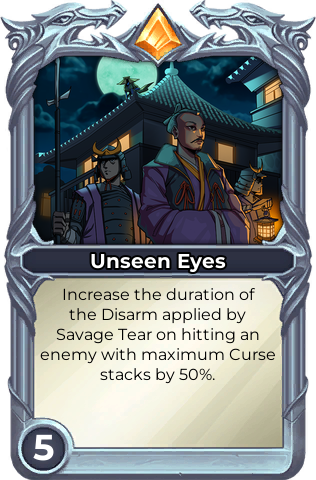 Unseen Eyes
Increase the duration of
the Disarm applied by
Savage Tear on hitting an
enemy with maximum Curse
stacks by 50%.
5